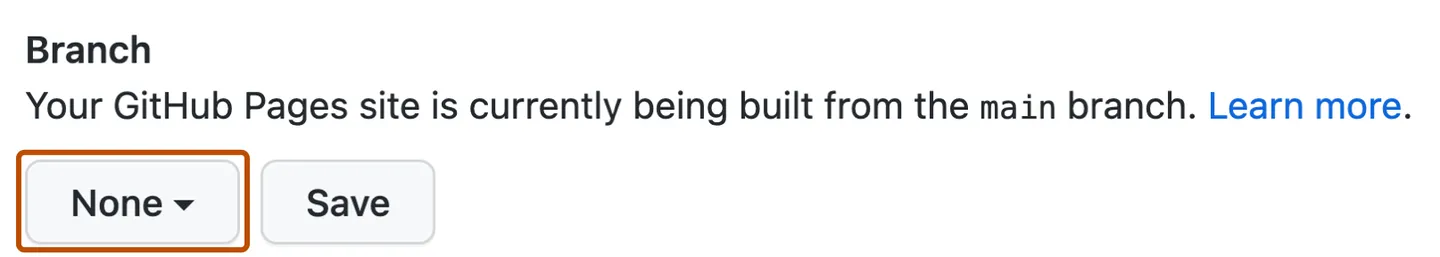 Branch
Your GitHub Pages site is currently being built from the main branch. Learn more.
None Save